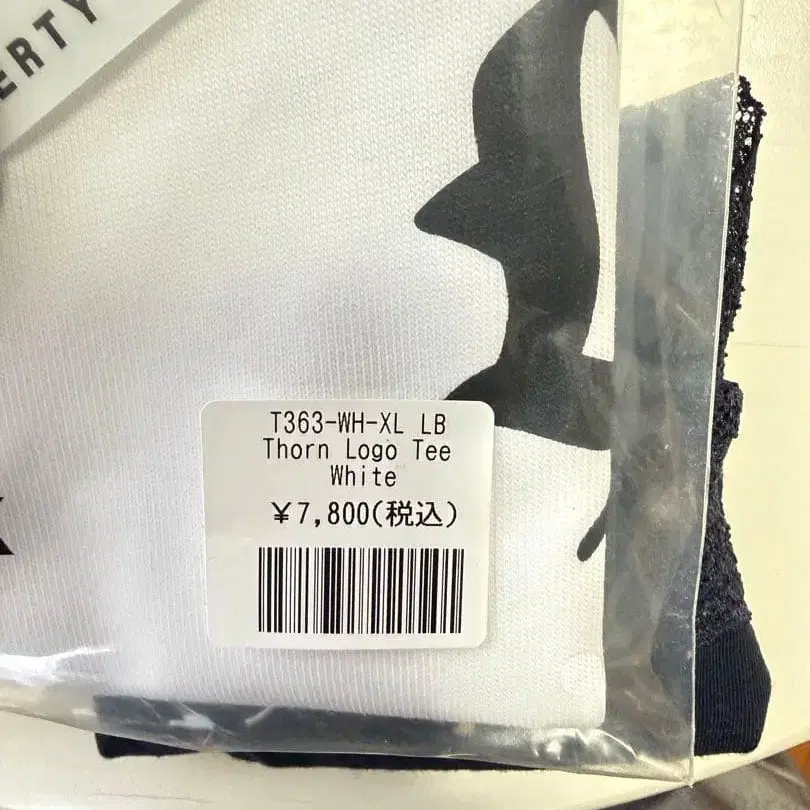 ERTY
T363-WH-XL LB
Thorn Logo Tee
White
¥7,800(税込)